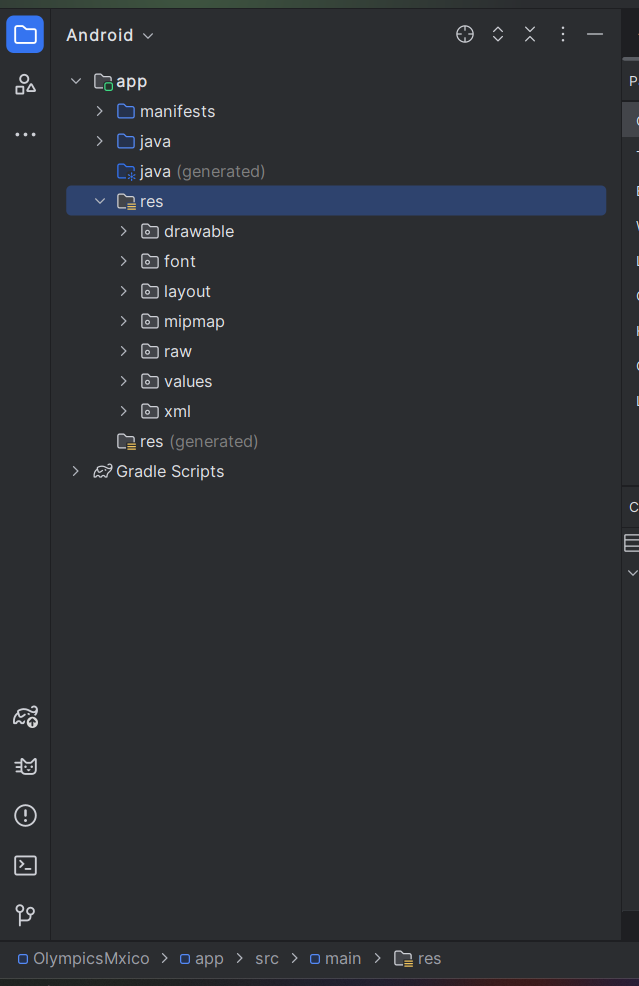 Android
app
manifests
java
java (generated)
res
drawable
font
layout
mipmap
raw
values
xml
res (generated)
Gradle Scripts
OlympicsMxico > app > src > main > res